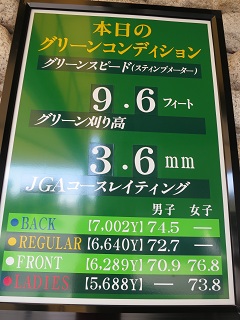 本日の
グリーンコンディション
グリーンスピード(スティンプメーター)
9.6フィート
グリーン刈り高
3.6mm
JGAコースレイティング
男子 女子
●BACK 【7,002Y】 74.5 —
●REGULAR 【6,640Y】 72.7 —
●FRONT 【6,289Y】 70.9 76.8
●LADIES 【5,688Y】 — 73.8